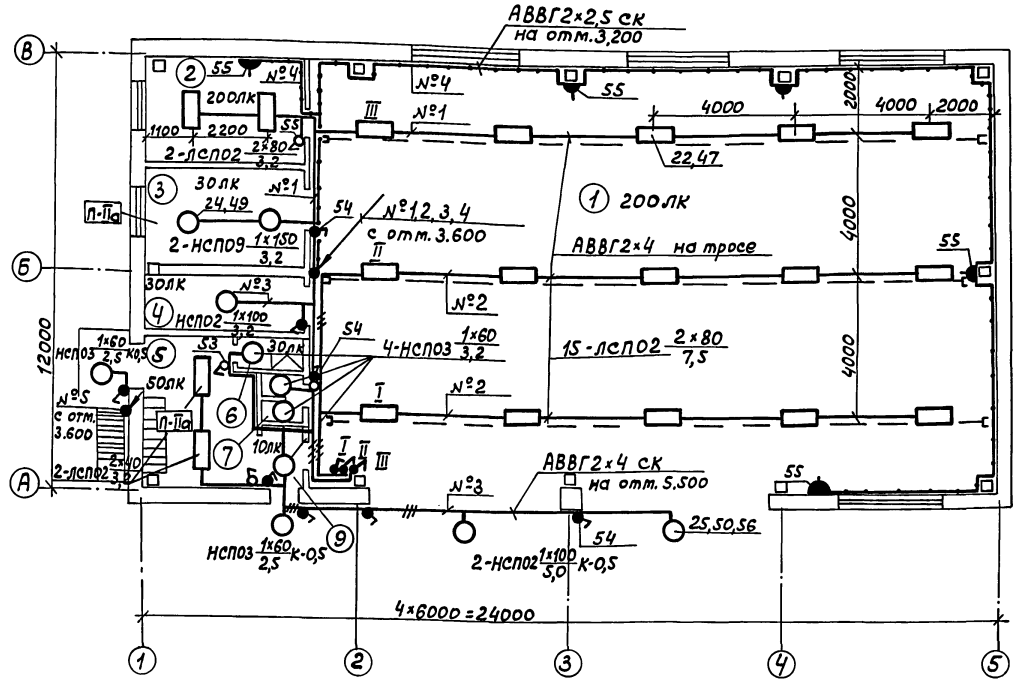 АВВГ2×2,5 СК
на отм.3,200
В
2
55
№4
№4
55
2000
200ЛК
III
№1
4000
4000
2000
1100
2200
55
2-ЛСП02 2×80
3,2
22,47
3
30ЛК
№1
1
200ЛК
4000
П-IIа
24,49
54
№1,2,3,4
с отм.3.600
2-НСП09 1×150
3,2
АВВГ2×4 на тросе
55
Б
30ЛК
II
№3
№2
4
НСП02 1×100
3,2
54
4-НСП03 1×60
3,2
15-ЛСП02 2×80
7,5
4000
12000
5
НСП03 1×60
2,5 К-0,5
53
30ЛК
50ЛК
№5
с отм.
3.600
I
№2
6
П-IIа
7
10ЛК
2-ЛСП02 2×40
3,
I II III
АВВГ2×4 СК
на отм. 5,500
55
А
№3
9
НСП03 1×60 К-0,5
2,5
54
25,50,56
2-НСП02 1×100 К-0,5
5,0
4×6000=24000
1
2
3
4
5